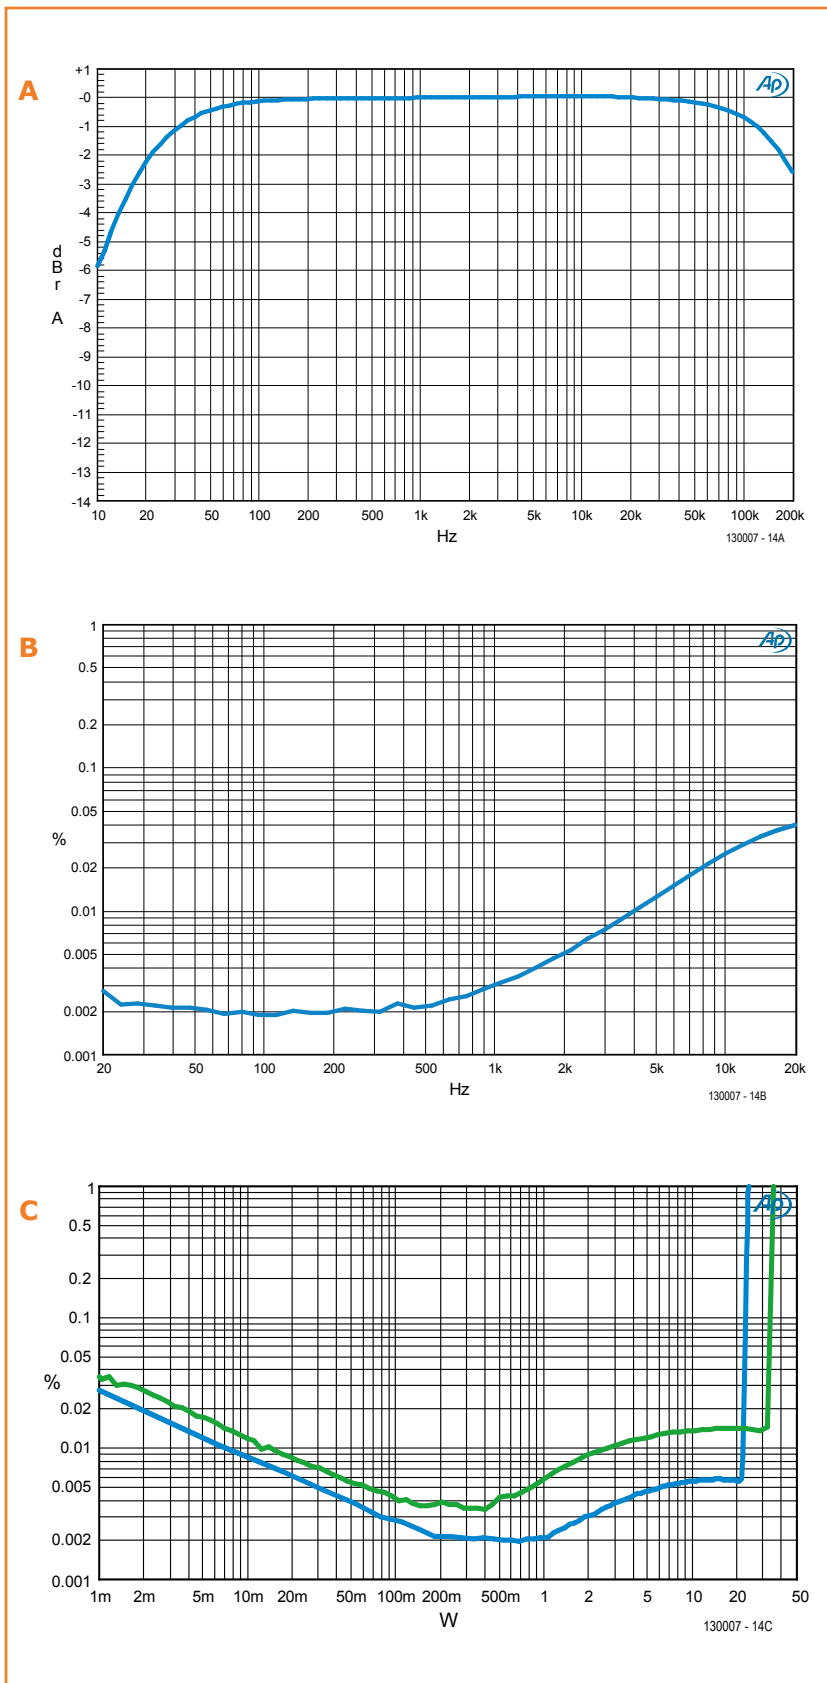 A
Ap
+1
-0
-1
-2
-3
-4
-5
-6
-7
-8
-9
-10
-11
-12
-13
-14
d
B
r
A
10 20 50 100 200 500 1k 2k 5k 10k 20k 50k 100k 200k
Hz
130007 - 14A
B
Ap
1
0.5
0.2
0.1
0.05
0.02
0.01
0.005
0.002
0.001
%
20 50 100 200 500 1k 2k 5k 10k 20k
Hz
130007 - 14B
C
Ap
1
0.5
0.2
0.1
0.05
0.02
0.01
0.005
0.002
0.001
%
1m 2m 5m 10m 20m 50m 100m 200m 500m 1 2 5 10 20 50
W
130007 - 14C